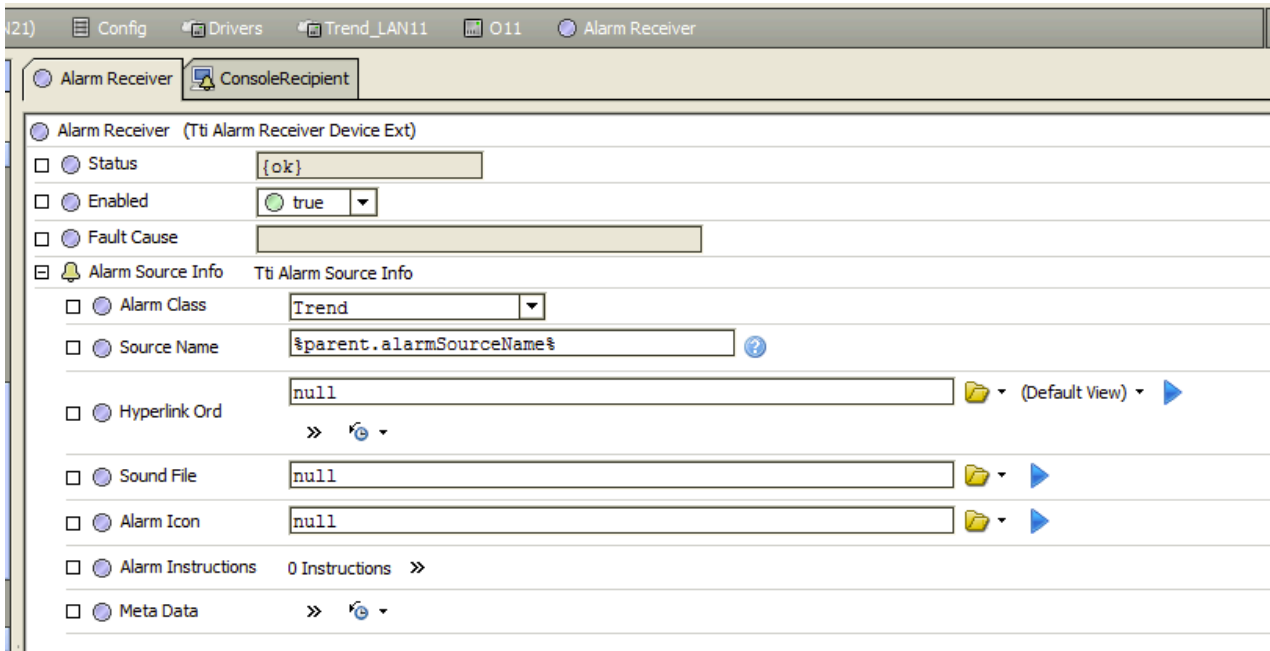 N21) Config Drivers Trend_LAN11 O11 Alarm Receiver
Alarm Receiver ConsoleRecipient
Alarm Receiver (Tti Alarm Receiver Device Ext)
Status {ok}
Enabled true
Fault Cause
Alarm Source Info Tti Alarm Source Info
Alarm Class Trend
Source Name %parent.alarmSourceName%
null (Default View)
Hyperlink Ord
Sound File null
Alarm Icon null
Alarm Instructions 0 Instructions
Meta Data